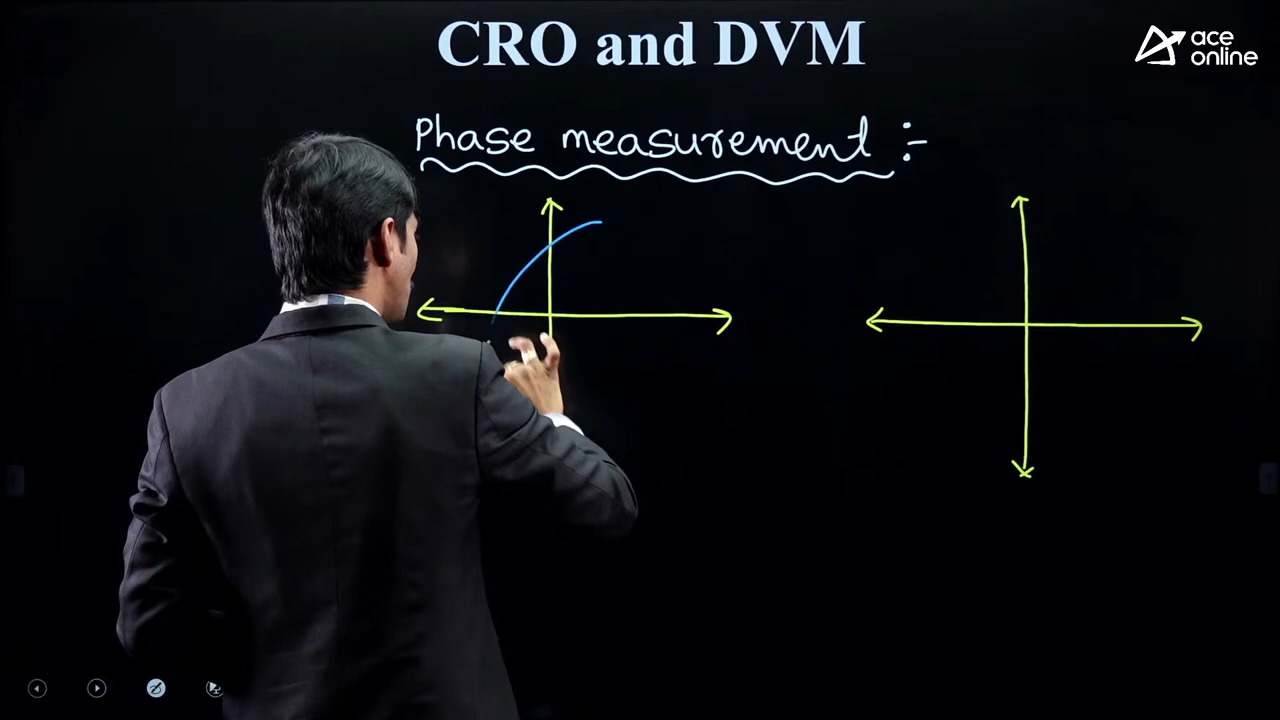 CRO and DVM
ace
online
Phase measurement :-